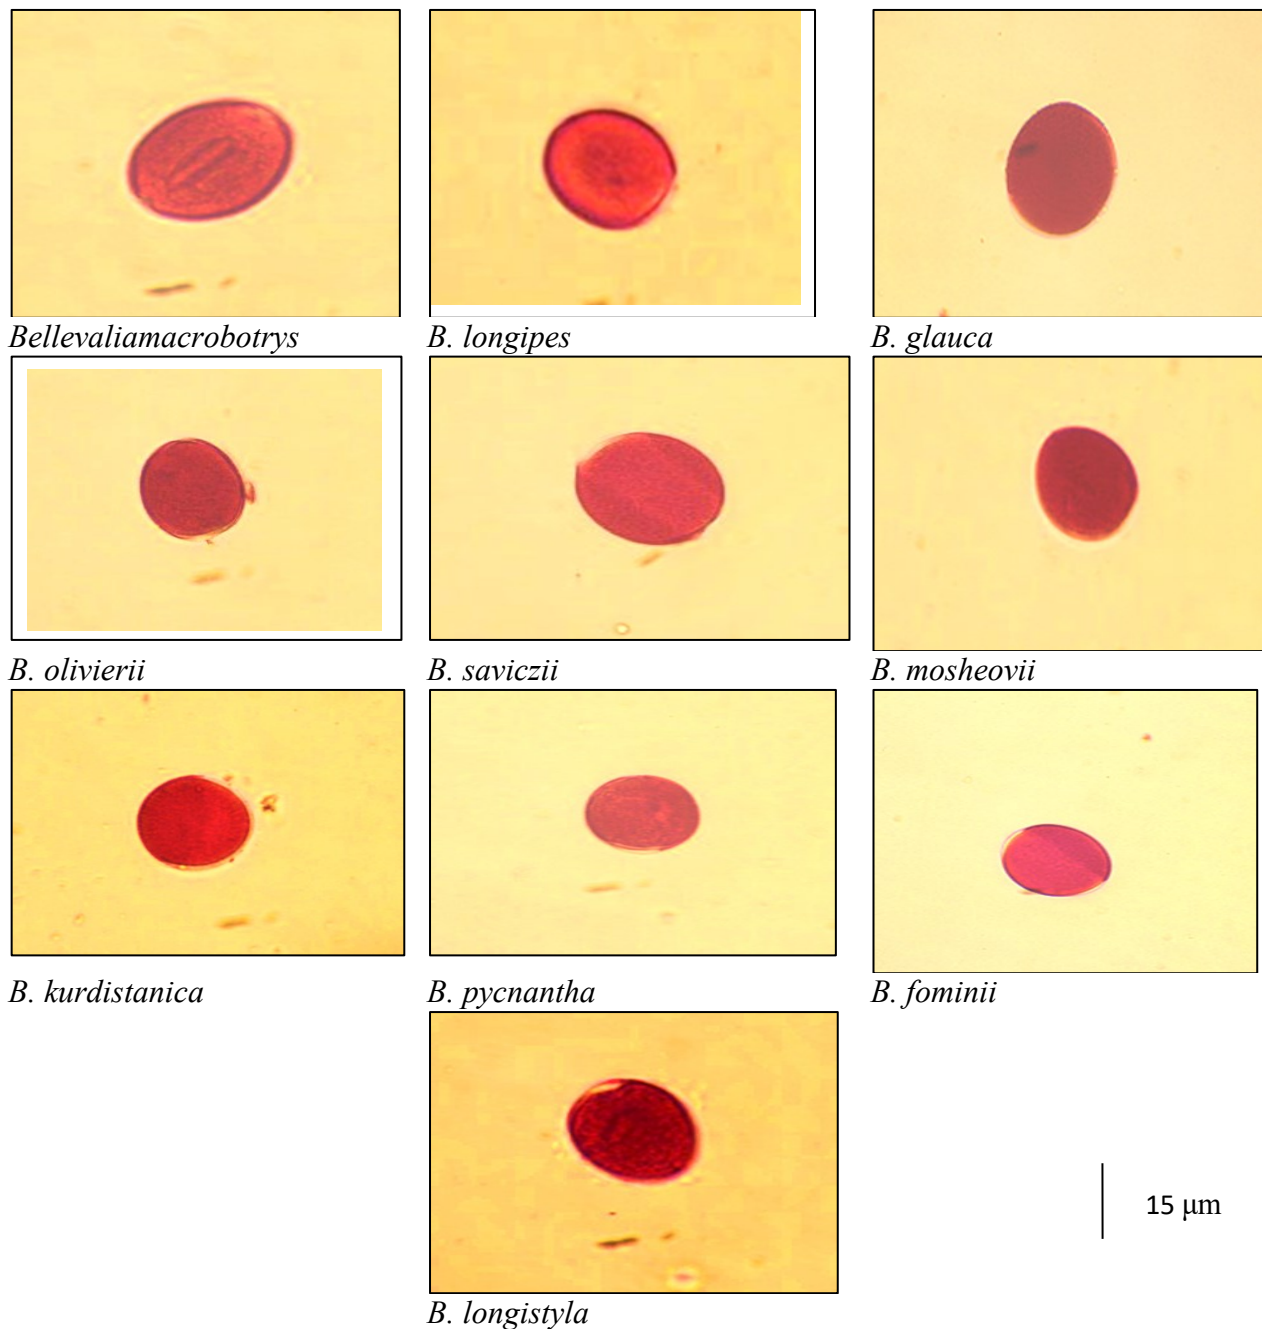 Bellevaliamacrobotrys
B. longipes
B. glauca
B. olivierii
B. saviczii
B. mosheovii
B. kurdistanica
B. pycnantha
B. fominii
15 μm
B. longistyla